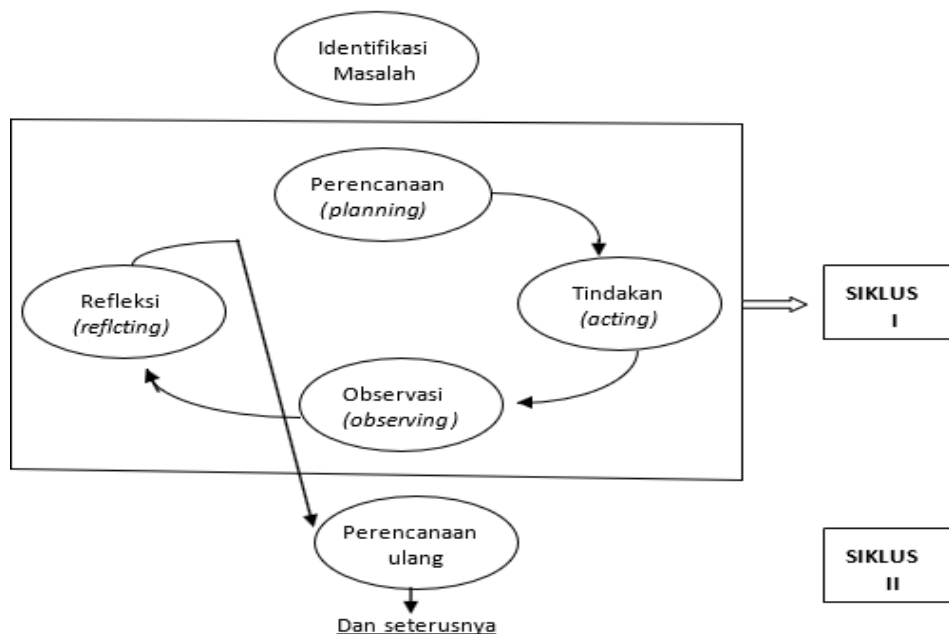 Identifikasi
Masalah
Perencanaan
(planning)
Refleksi
(reflcting)
Tindakan
(acting)
SIKLUS
I
Observasi
(observing)
Perencanaan
ulang
SIKLUS
II
Dan seterusnya